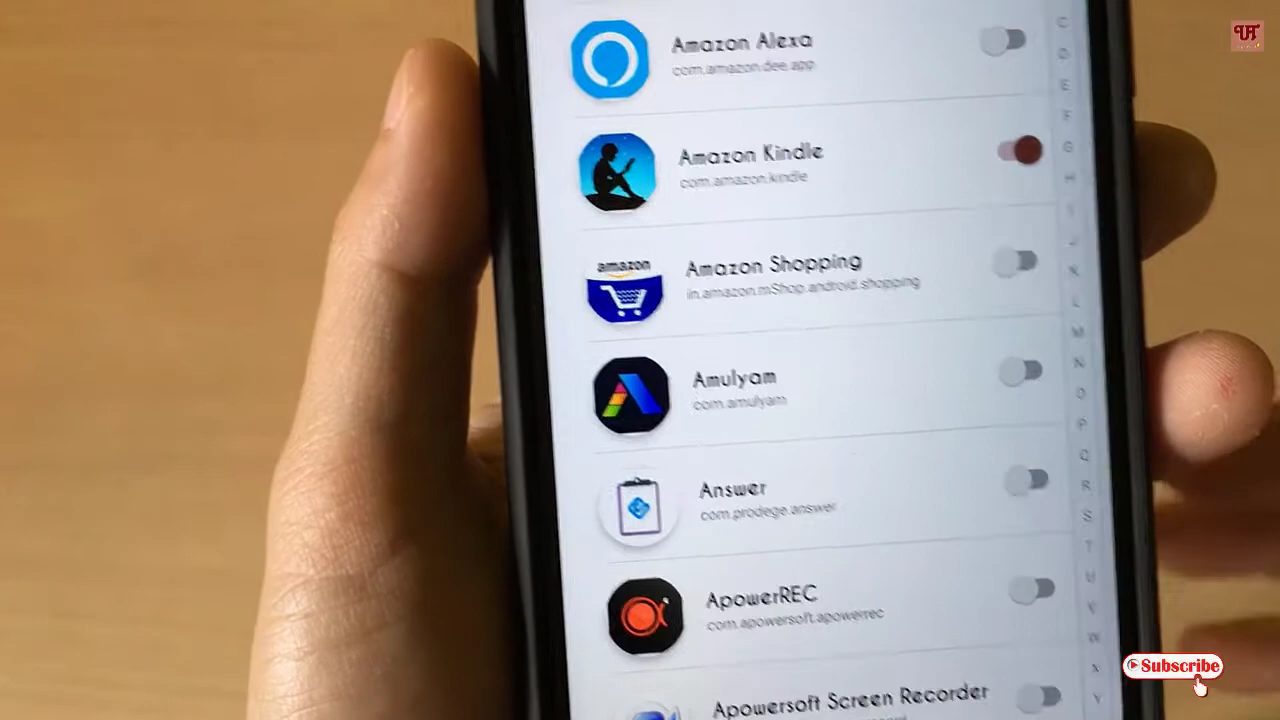 Amazon Alexa
com.amazon.dee.app
Amazon Kindle
com.amazon.kindle
amazon
Amazon Shopping
in.amazon.mShop.android.shopping
Amulyam
com.amulyam
Answer
com.prodege.answer
ApowerREC
com.apowersoft.apowerrec
Apowersoft Screen Recorder
C
D
E
F
G
H
I
J
K
L
M
N
O
P
Q
R
S
T
U
V
W
X
Y
Subscribe